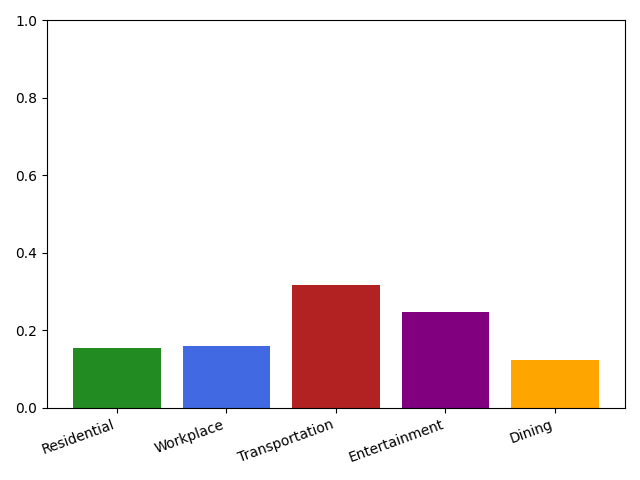 1.0
0.8
0.6
0.4
0.2
0.0
Residential
Workplace
Transportation
Entertainment
Dining